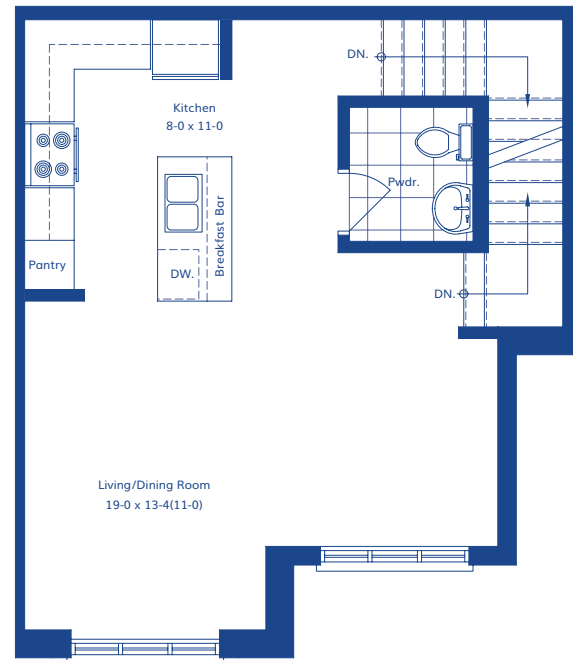 DN.
Kitchen
8-0 x 11-0
Pwdr.
Breakfast Bar
Pantry
DW.
DN.
Living/Dining Room
19-0 x 13-4(11-0)